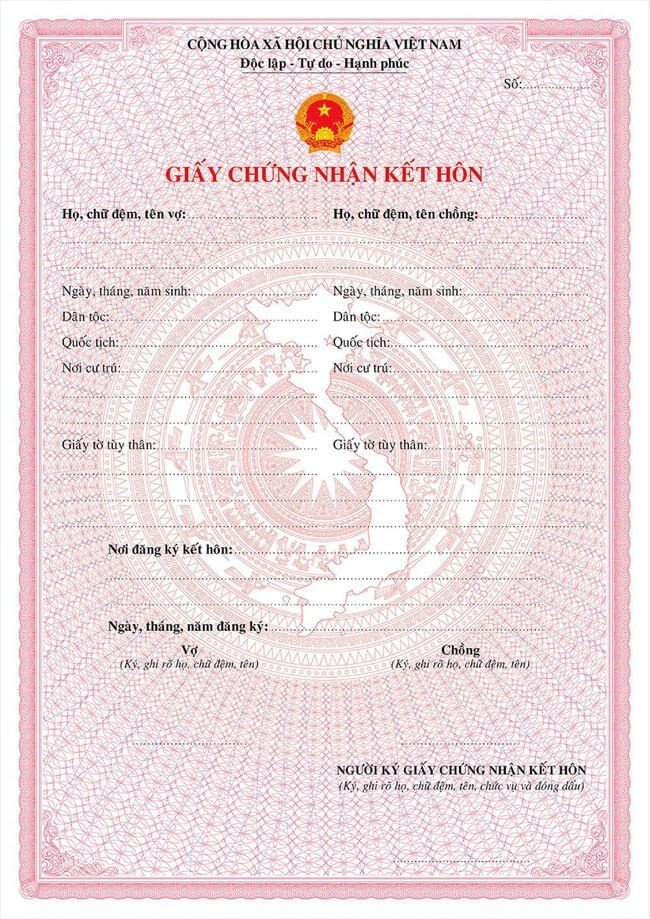 CỘNG HÒA XÃ HỘI CHỦ NGHĨA VIỆT NAM
Độc lập - Tự do - Hạnh phúc
Số:
GIẤY CHỨNG NHẬN KẾT HÔN
Họ, chữ đệm, tên vợ:
Họ, chữ đệm, tên chồng:
Ngày, tháng, năm sinh:
Ngày, tháng, năm sinh:
Dân tộc:
Dân tộc:
Quốc tịch:
Quốc tịch:
Nơi cư trú:
Nơi cư trú:
Giấy tờ tùy thân:
Giấy tờ tùy thân:
Nơi đăng ký kết hôn:
Ngày, tháng, năm đăng ký:
Vợ
(Ký, ghi rõ họ, chữ đệm, tên)
Chồng
(Ký, ghi rõ họ, chữ đệm, tên)
NGƯỜI KÝ GIẤY CHỨNG NHẬN KẾT HÔN
(Ký, ghi rõ họ, chữ đệm, tên, chức vụ và đóng dấu)